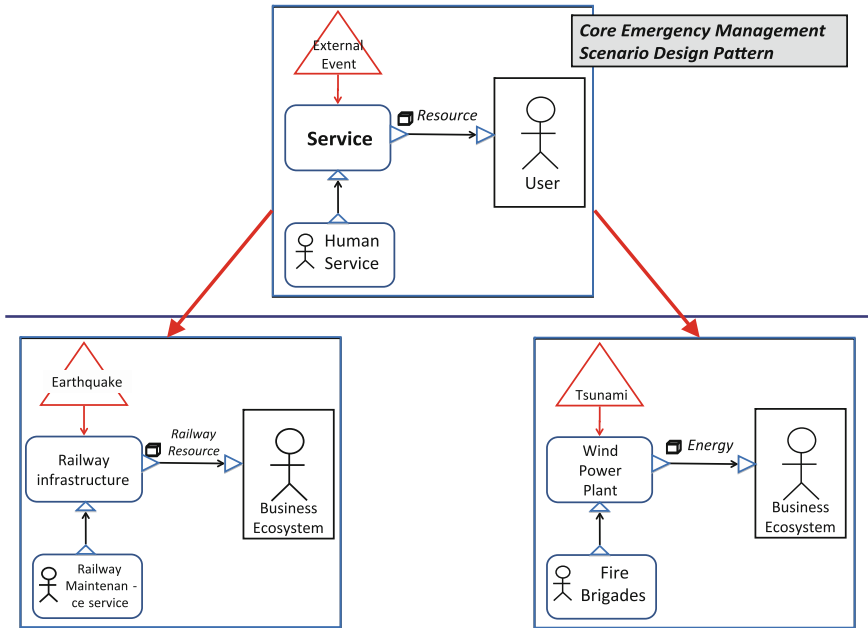 Core Emergency Management
Scenario Design Pattern
External
Event
Resource
Service
User
Human
Service
Earthquake
Railway
Resource
Railway
infrastructure
Business
Ecosystem
Railway
Maintenan -
ce service
Tsunami
Energy
Wind
Power
Plant
Business
Ecosystem
Fire
Brigades